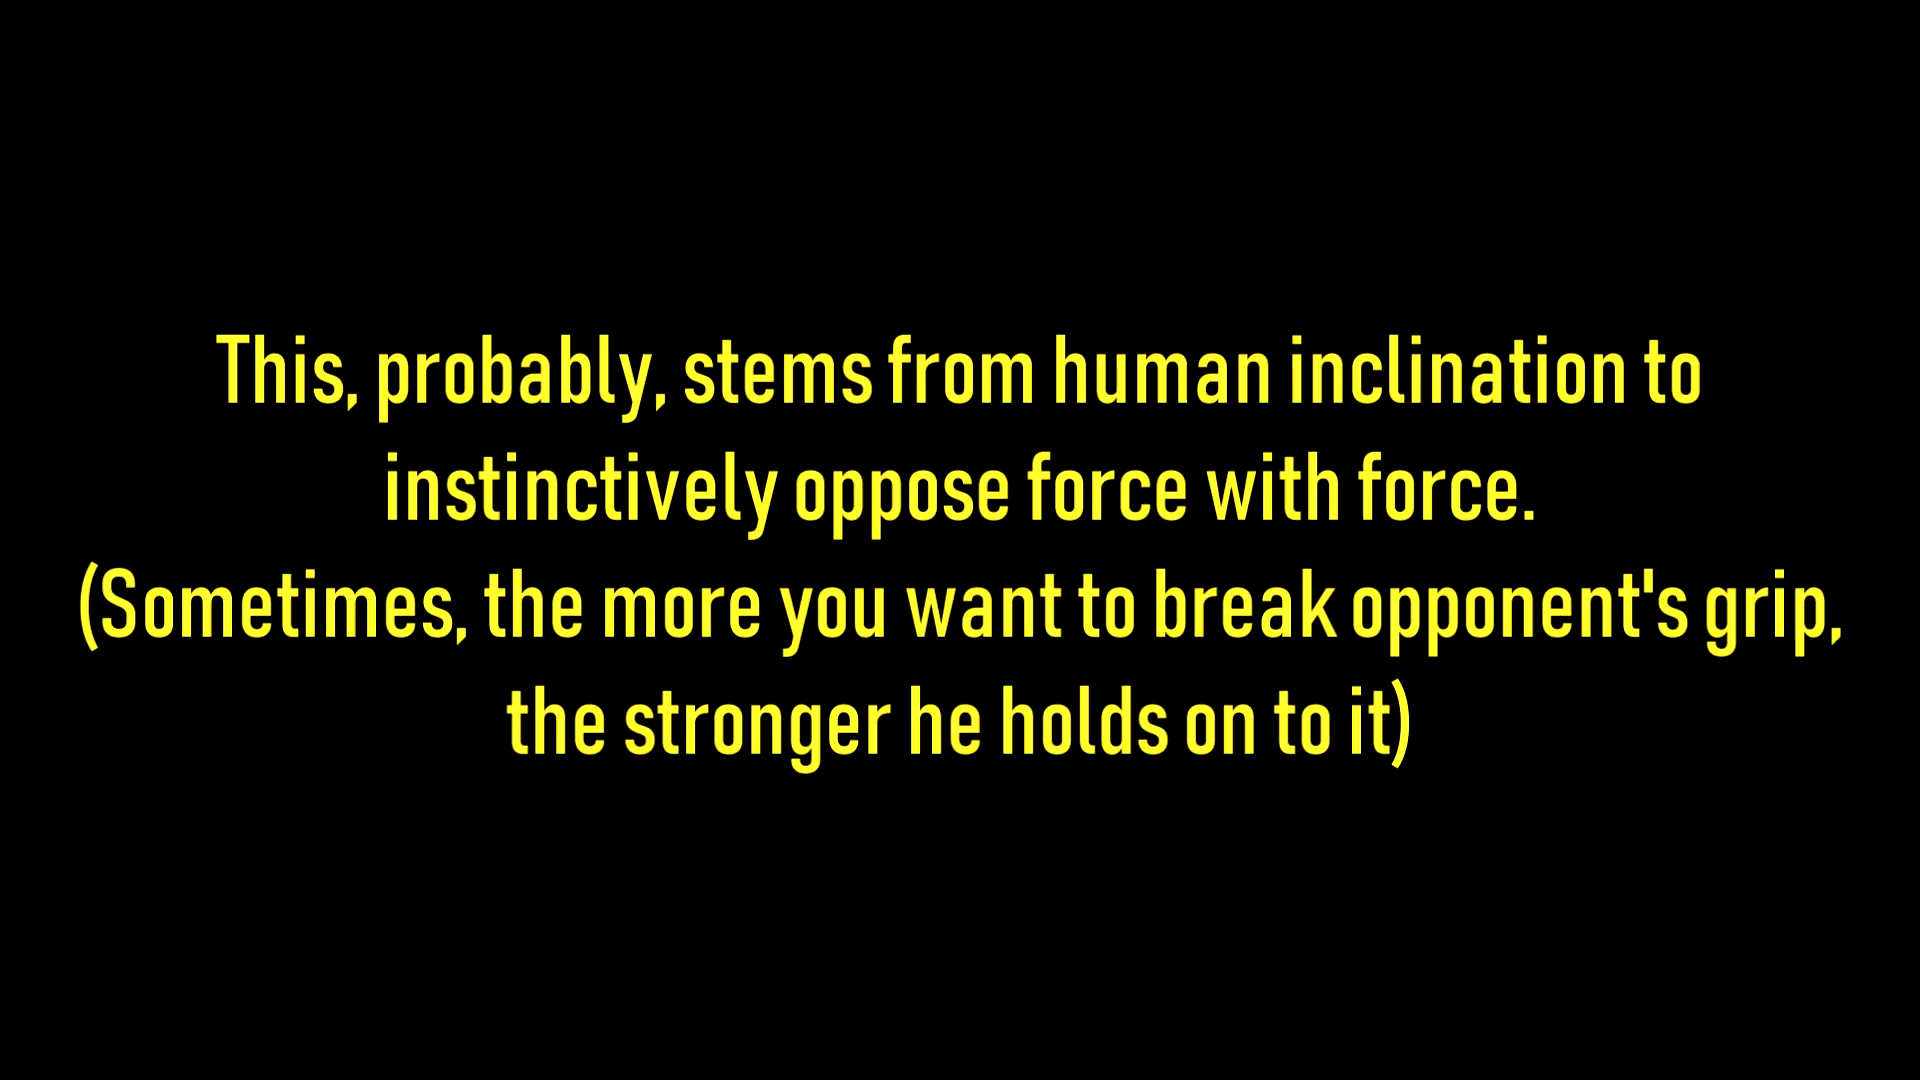 This, probably, stems from human inclination to
instinctively oppose force with force.
(Sometimes, the more you want to break opponent's grip,
the stronger he holds on to it)